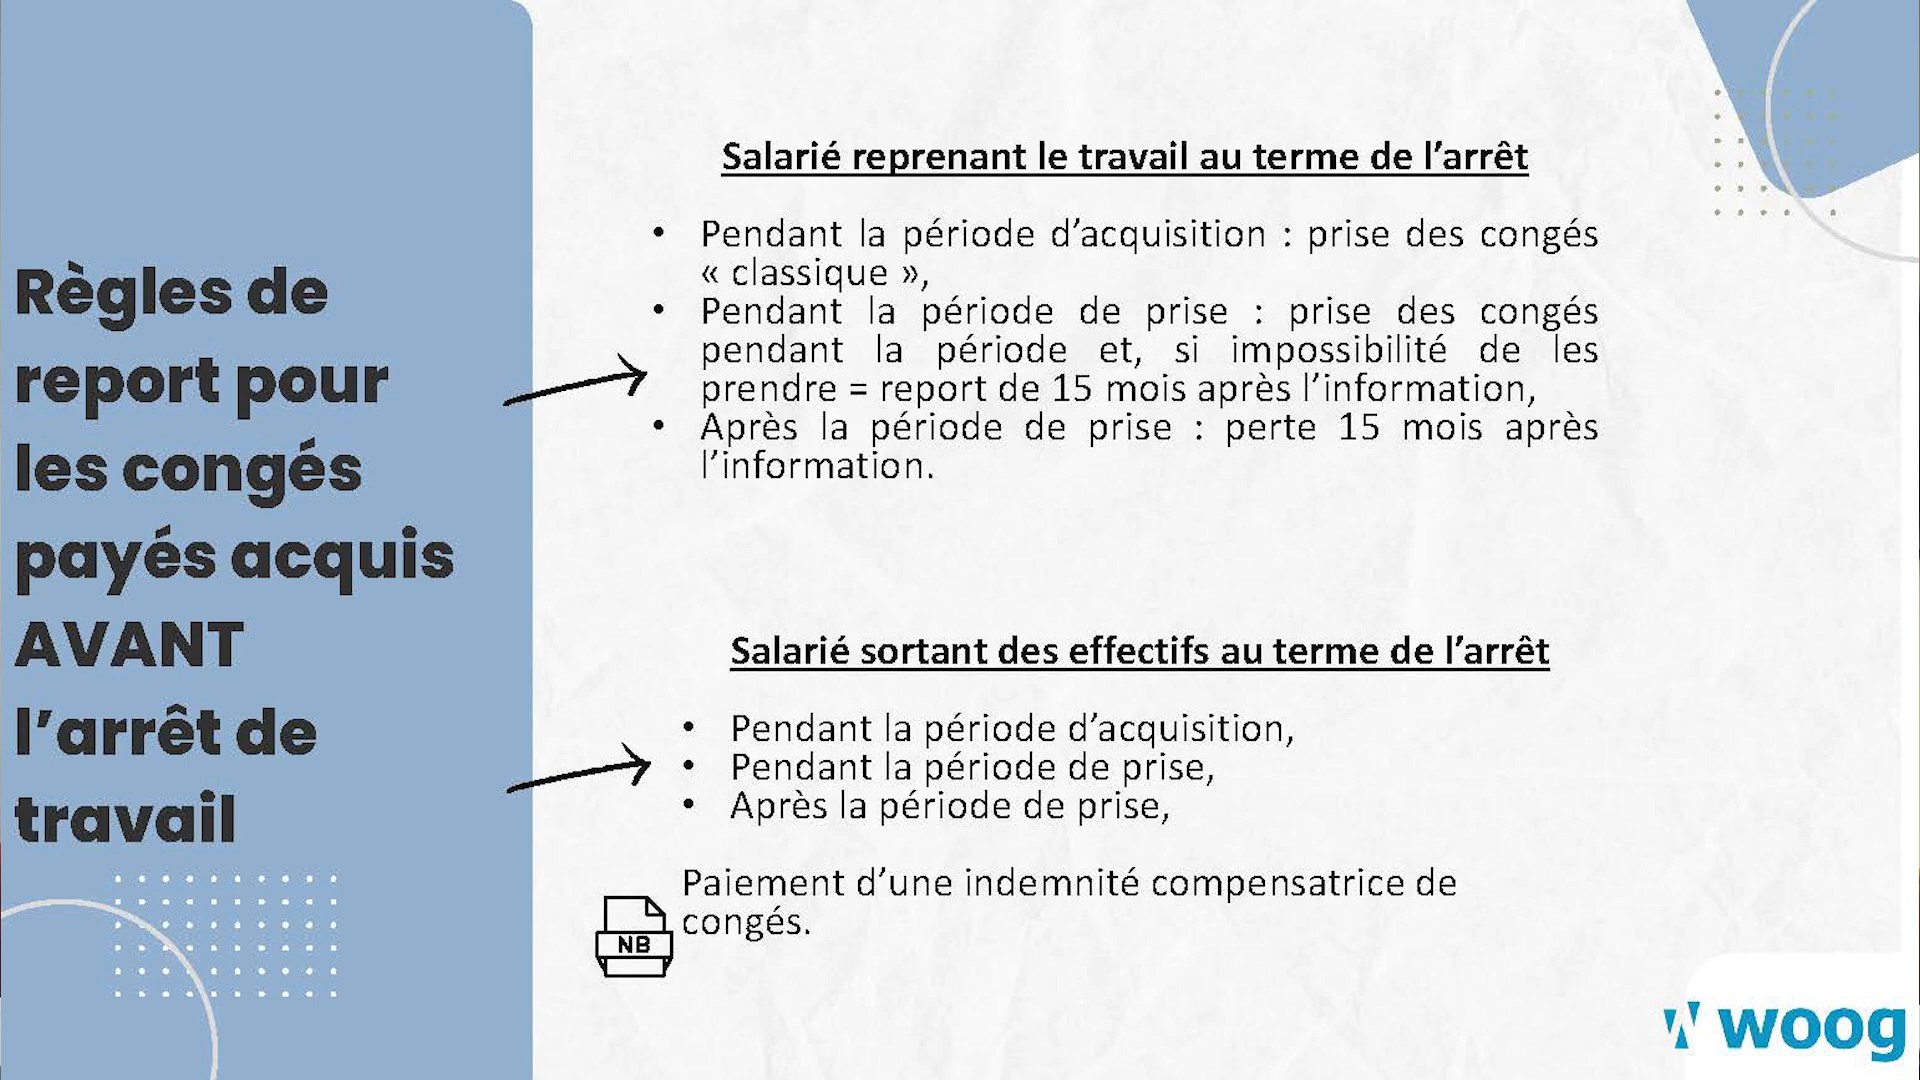 Règles de
report pour
les congés
payés acquis
AVANT
l’arrêt de
travail
Salarié reprenant le travail au terme de l’arrêt
• Pendant la période d’acquisition : prise des congés
« classique »,
• Pendant la période de prise : prise des congés
pendant la période et, si impossibilité de les
prendre = report de 15 mois après l’information,
• Après la période de prise : perte 15 mois après
l’information.
Salarié sortant des effectifs au terme de l’arrêt
• Pendant la période d’acquisition,
• Pendant la période de prise,
• Après la période de prise,
Paiement d’une indemnité compensatrice de
congés.
NB
woog